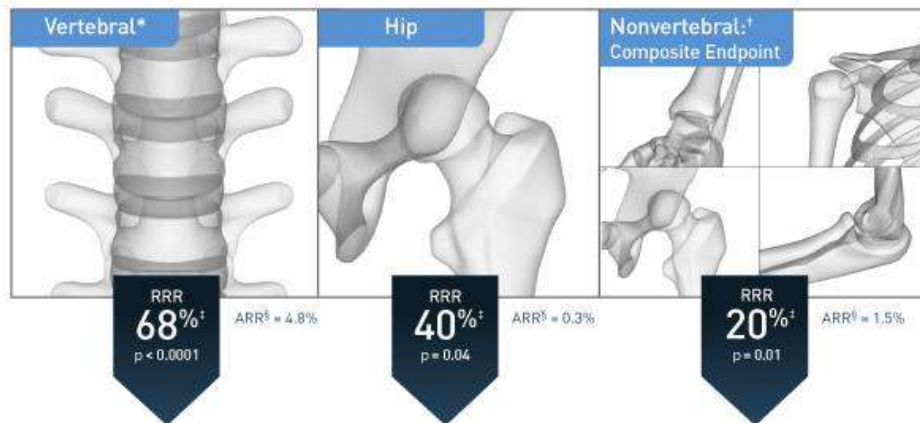 Vertebral*
RRR
68%‡
p < 0.0001
ARR§ = 4.8%
Hip
RRR
40%‡
p = 0.04
ARR§ = 0.3%
Nonvertebral:†
Composite Endpoint
RRR
20%‡
p = 0.01
ARR§ = 1.5%